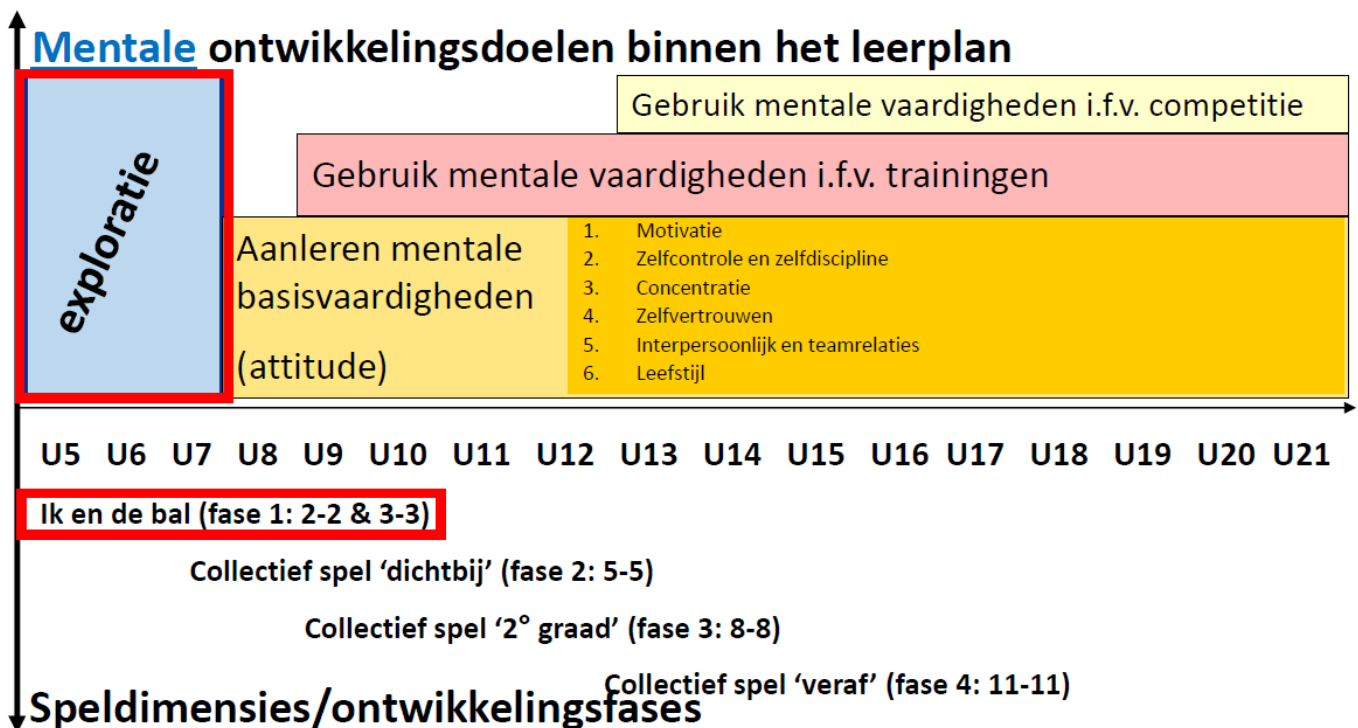 Mentale ontwikkelingsdoelen binnen het leerplan
exploratie
Gebruik mentale vaardigheden i.f.v. competitie
Gebruik mentale vaardigheden i.f.v. trainingen
Aanleren mentale
basisvaardigheden
(attitude)
1. Motivatie
2. Zelfcontrole en zelfdiscipline
3. Concentratie
4. Zelfvertrouwen
5. Interpersoonlijk en teamrelaties
6. Leefstijl
U5 U6 U7 U8 U9 U10 U11 U12 U13 U14 U15 U16 U17 U18 U19 U20 U21
Ik en de bal (fase 1: 2-2 & 3-3)
Collectief spel ‘dichtbij’ (fase 2: 5-5)
Collectief spel ‘2° graad’ (fase 3: 8-8)
Collectief spel ‘veraf’ (fase 4: 11-11)
Speldimensies/ontwikkelingsfases